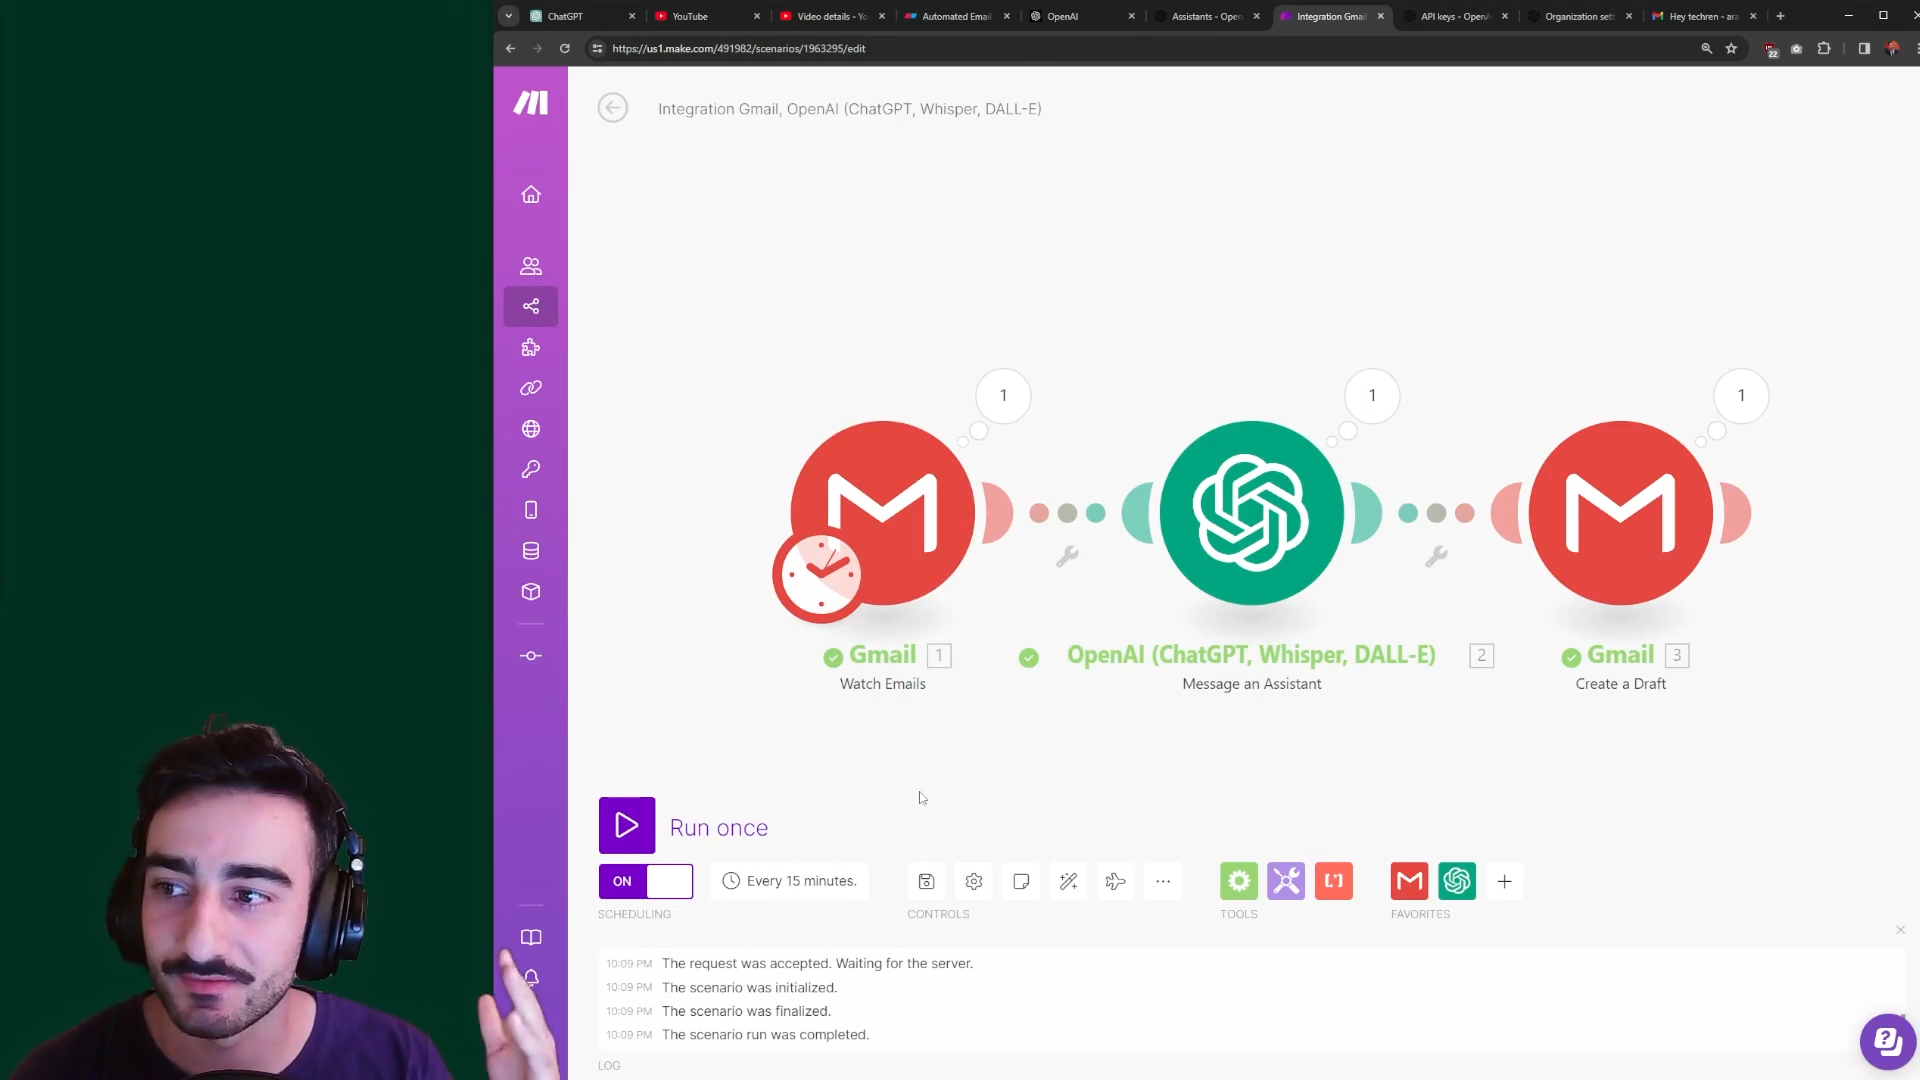 ChatGPT
YouTube
Video details - Yo
Automated Email
OpenAI
Assistants - Open
Integration Gmail
API keys - OpenA
Organization sett
Hey techren - ara
https://us1.make.com/491982/scenarios/1963295/edit
22
Integration Gmail, OpenAI (ChatGPT, Whisper, DALL-E)
1
1
1
Gmail 1
Watch Emails
OpenAI (ChatGPT, Whisper, DALL-E) 2
Message an Assistant
Gmail 3
Create a Draft
Run once
ON
Every 15 minutes.
SCHEDULING
CONTROLS
TOOLS
FAVORITES
10:09 PM The request was accepted. Waiting for the server.
10:09 PM The scenario was initialized.
10:09 PM The scenario was finalized.
10:09 PM The scenario run was completed.
LOG